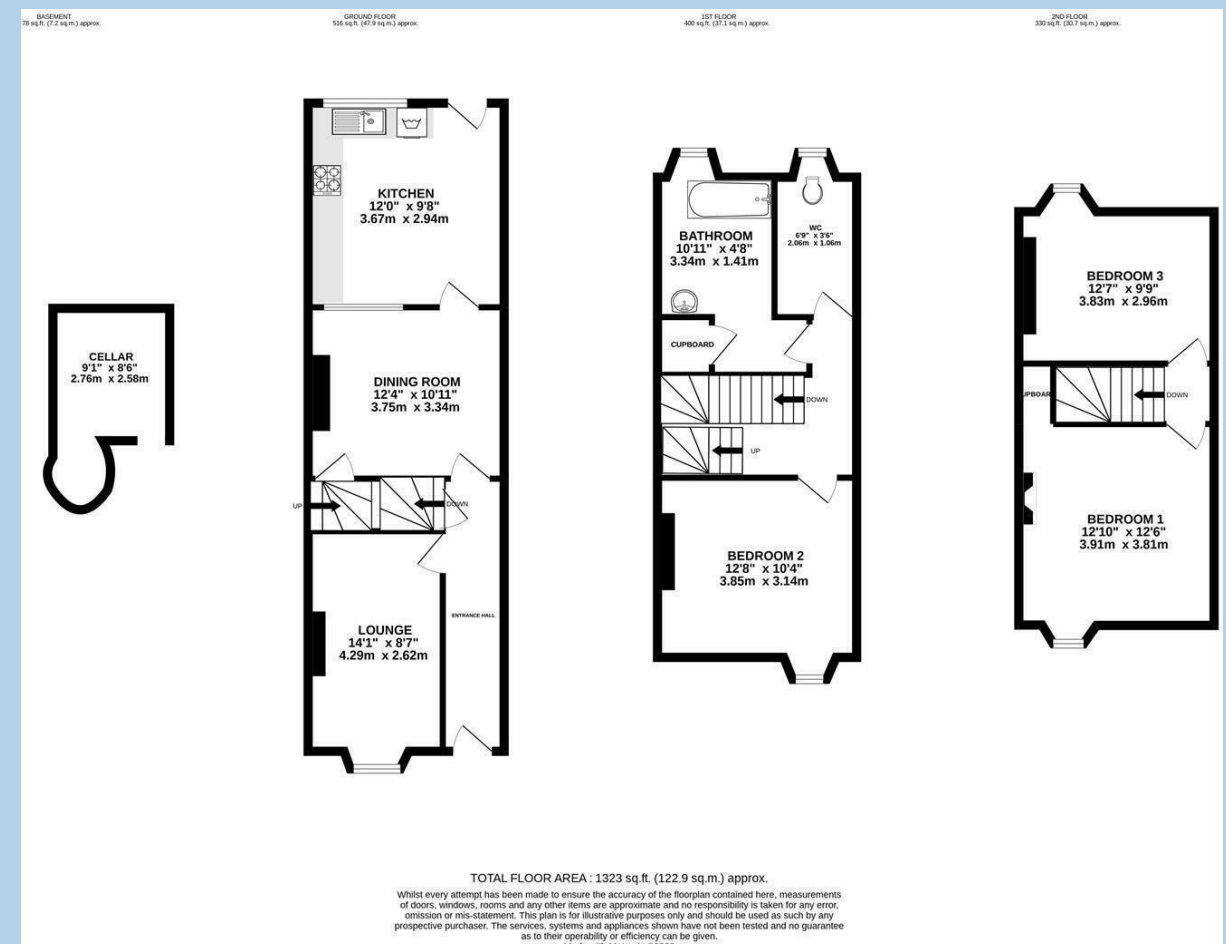 BASEMENT
78 sq.ft. (7.2 sq.m.) approx.
GROUND FLOOR
516 sq.ft. (47.9 sq.m.) approx.
1ST FLOOR
400 sq.ft. (37.1 sq.m.) approx.
2ND FLOOR
330 sq.ft. (30.7 sq.m.) approx.
CELLAR
9'1" x 8'6"
2.76m x 2.58m
KITCHEN
12'0" x 9'8"
3.67m x 2.94m
DINING ROOM
12'4" x 10'11"
3.75m x 3.34m
UP
DOWN
ENTRANCE HALL
LOUNGE
14'1" x 8'7"
4.29m x 2.62m
BATHROOM
10'11" x 4'8"
3.34m x 1.41m
WC
6'9" x 3'6"
2.06m x 1.06m
CUPBOARD
DOWN
UP
BEDROOM 2
12'8" x 10'4"
3.85m x 3.14m
BEDROOM 3
12'7" x 9'9"
3.83m x 2.96m
DOWN
BEDROOM 1
12'10" x 12'6"
3.91m x 3.81m
TOTAL FLOOR AREA : 1323 sq.ft. (122.9 sq.m.) approx.
Whilst every attempt has been made to ensure the accuracy of the floorplan contained here, measurements
of doors, windows, rooms and any other items are approximate and no responsibility is taken for any error,
omission or mis-statement. This plan is for illustrative purposes only and should be used as such by any
prospective purchaser. The services, systems and appliances shown have not been tested and no guarantee
as to their operability or efficiency can be given.